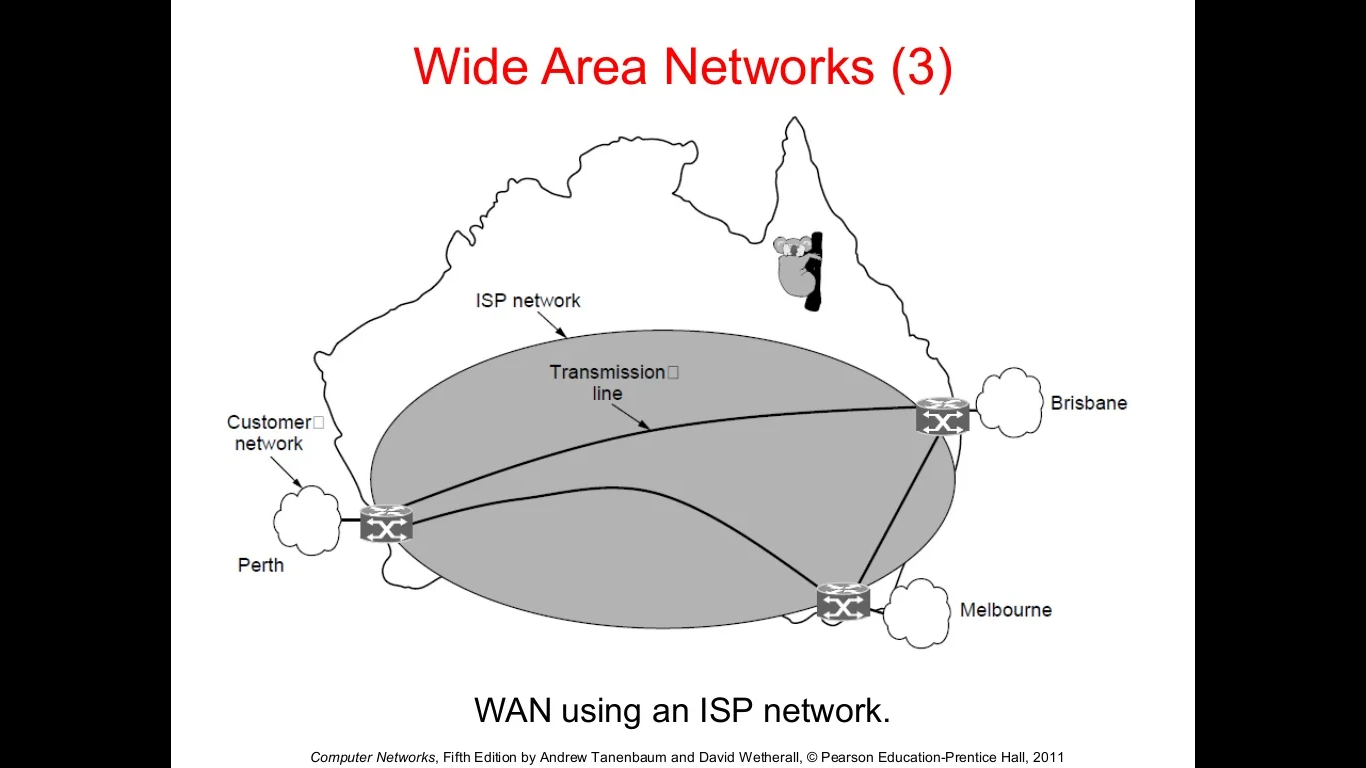 Wide Area Networks (3)
ISP network
Transmission□
line
Customer□
network
Brisbane
Perth
Melbourne
WAN using an ISP network.
Computer Networks, Fifth Edition by Andrew Tanenbaum and David Wetherall, © Pearson Education-Prentice Hall, 2011